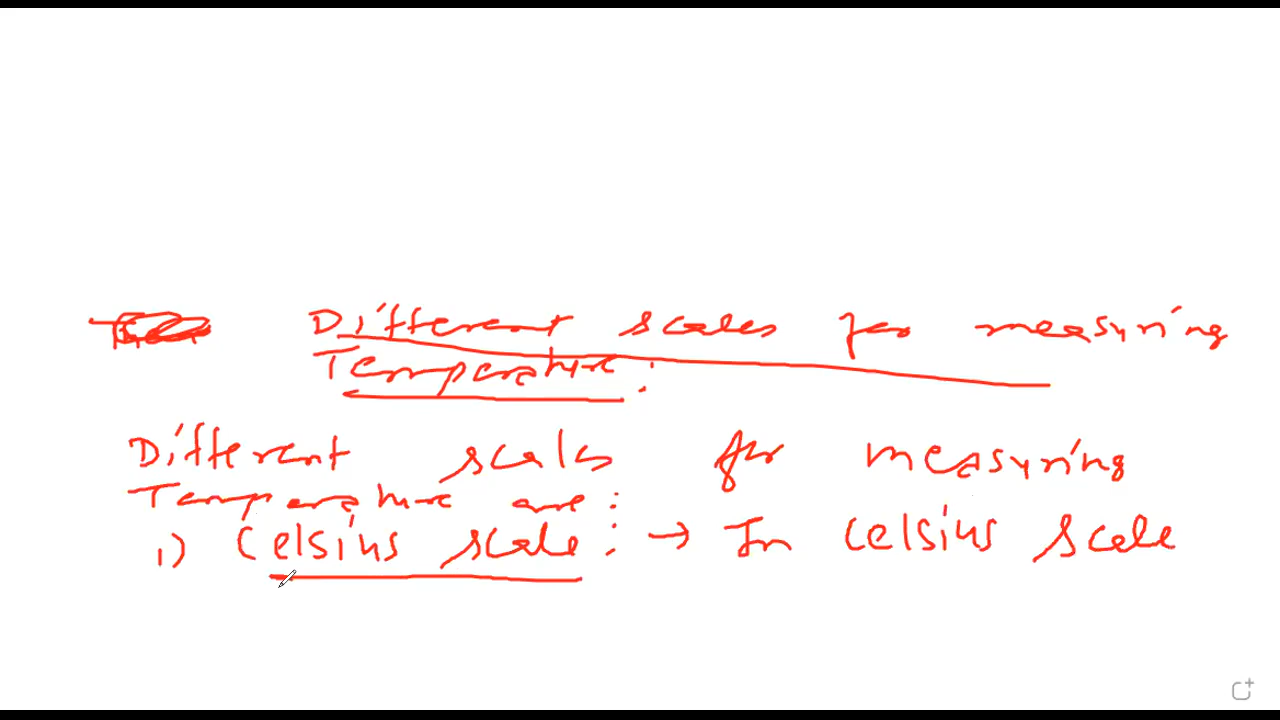 Different scales for measuring
Temperature :
Different scales for measuring
Temperature are :
1) Celsius scale : → In Celsius scale